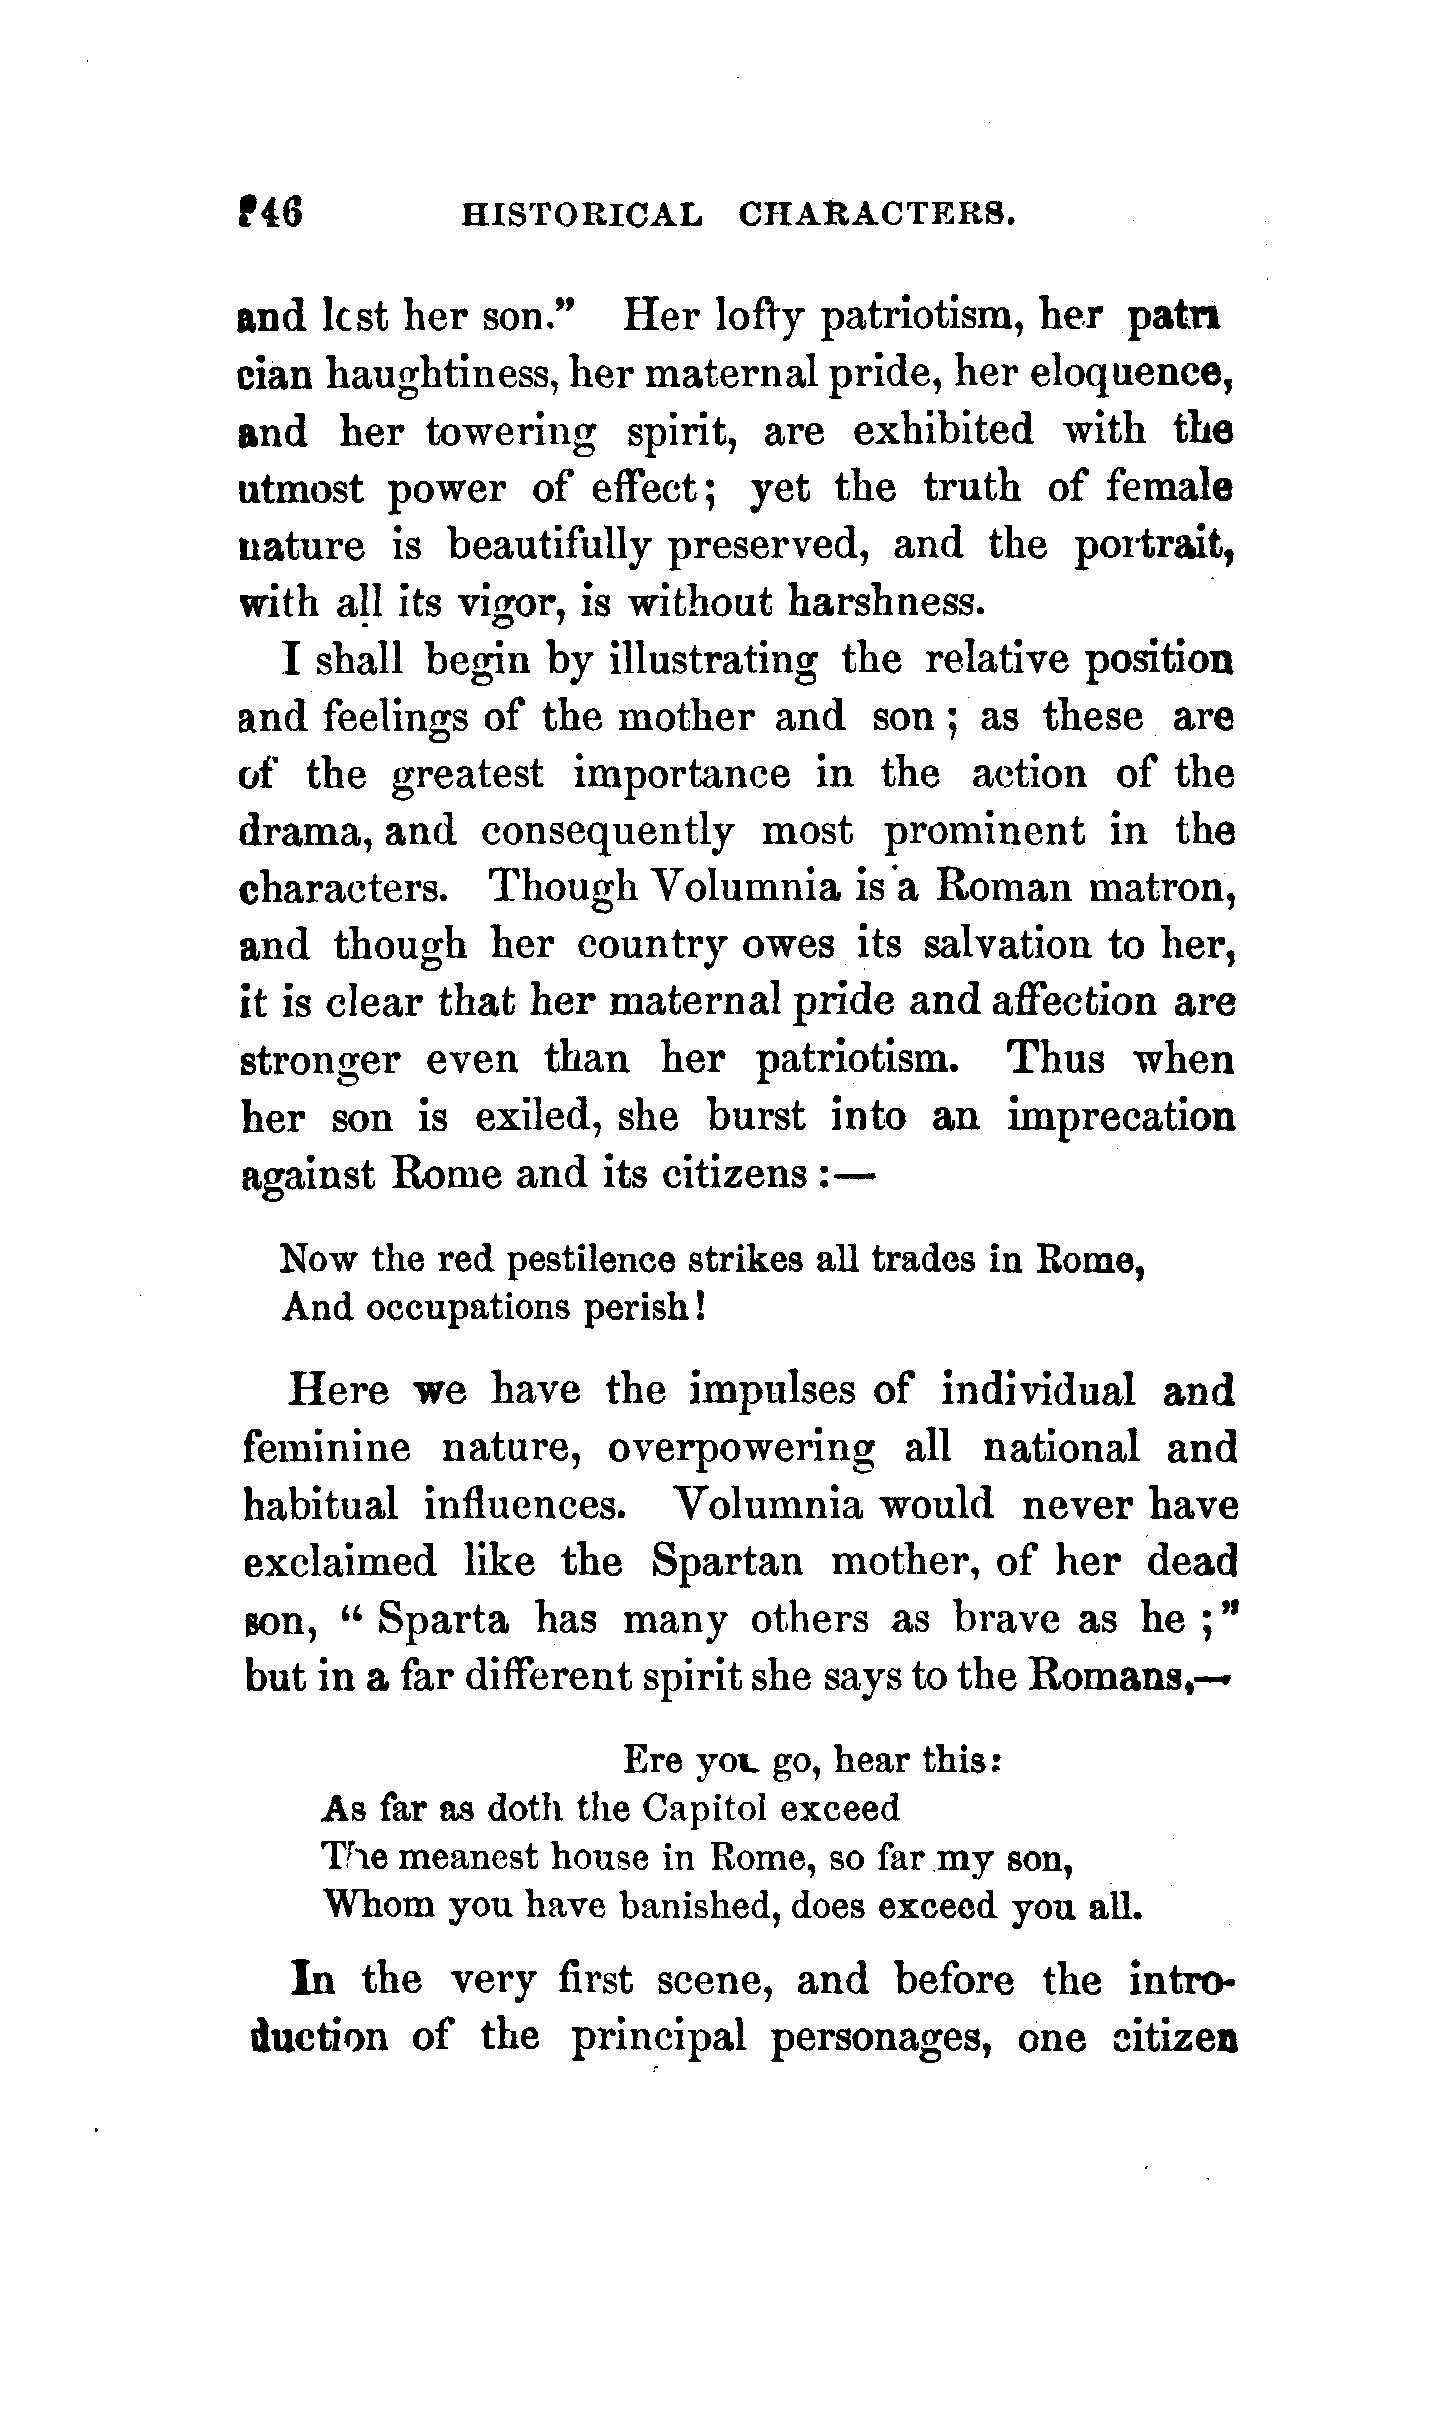 246 HISTORICAL CHARACTERS.
and lost her son.” Her lofty patriotism, her patri
cian haughtiness, her maternal pride, her eloquence,
and her towering spirit, are exhibited with the
utmost power of effect; yet the truth of female
nature is beautifully preserved, and the portrait,
with all its vigor, is without harshness.
I shall begin by illustrating the relative position
and feelings of the mother and son ; as these are
of the greatest importance in the action of the
drama, and consequently most prominent in the
characters. Though Volumnia is a Roman matron,
and though her country owes its salvation to her,
it is clear that her maternal pride and affection are
stronger even than her patriotism. Thus when
her son is exiled, she burst into an imprecation
against Rome and its citizens :—
Now the red pestilence strikes all trades in Rome,
And occupations perish!
Here we have the impulses of individual and
feminine nature, overpowering all national and
habitual influences. Volumnia would never have
exclaimed like the Spartan mother, of her dead
son, “ Sparta has many others as brave as he ;”
but in a far different spirit she says to the Romans,—
Ere you go, hear this:
As far as doth the Capitol exceed
The meanest house in Rome, so far my son,
Whom you have banished, does exceed you all.
In the very first scene, and before the intro-
duction of the principal personages, one citizen